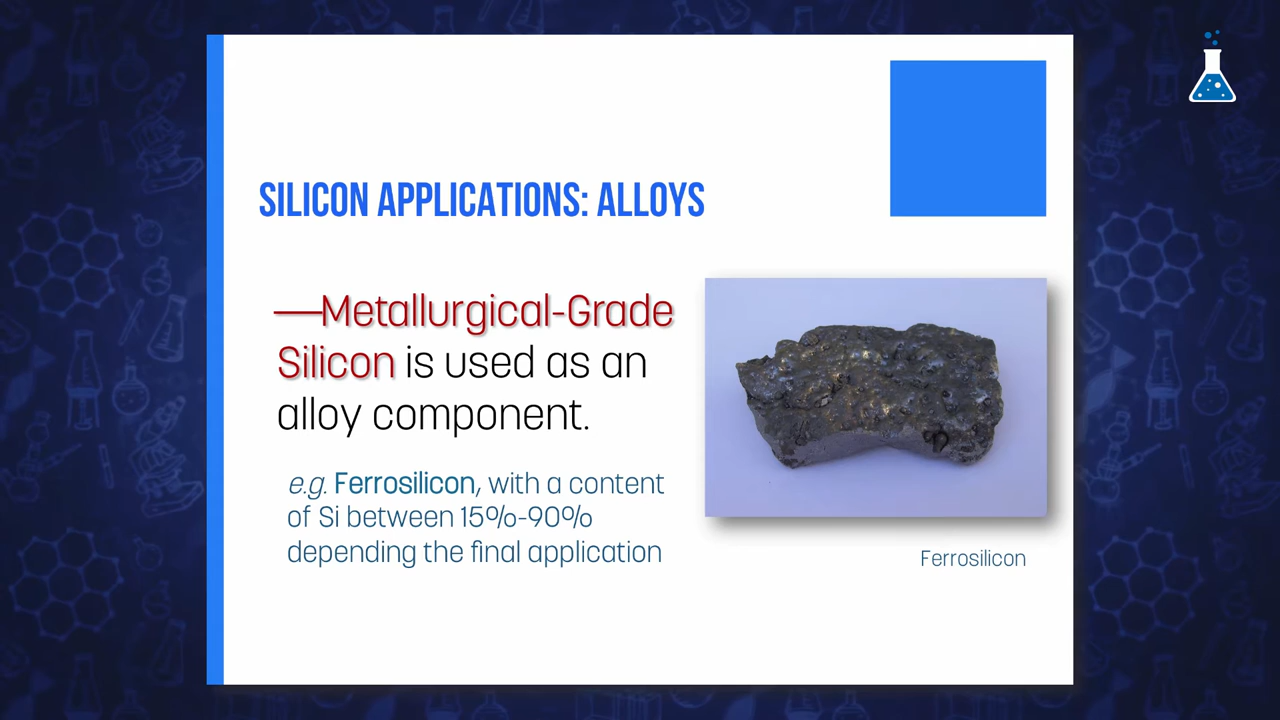 SILICON APPLICATIONS: ALLOYS
—Metallurgical-Grade
Silicon is used as an
alloy component.
e.g. Ferrosilicon, with a content
of Si between 15%-90%
depending the final application
Ferrosilicon